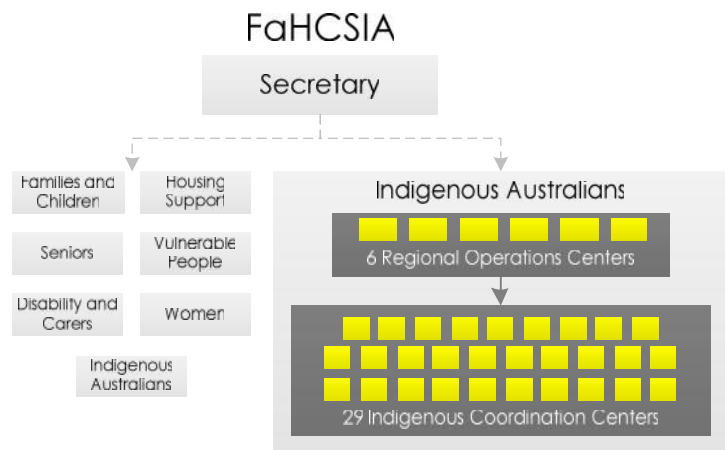 FaHCSIA
Secretary
Families and
Children
Housing
Support
Seniors
Vulnerable
People
Disability and
Carers
Women
Indigenous
Australians
Indigenous Australians
6 Regional Operations Centers
29 Indigenous Coordination Centers